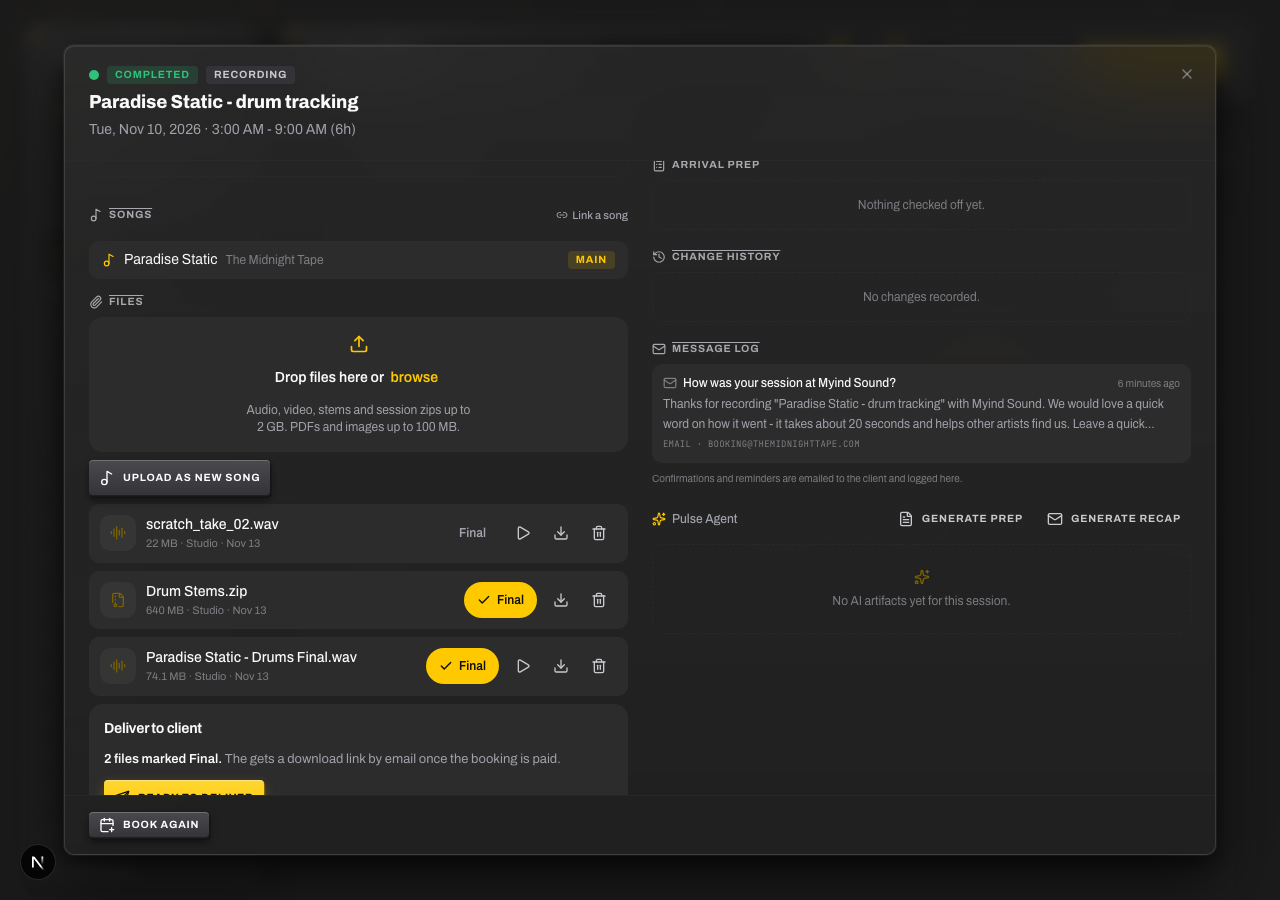 COMPLETED
RECORDING
Paradise Static - drum tracking
Tue, Nov 10, 2026 · 3:00 AM - 9:00 AM (6h)
SONGS
Link a song
Paradise Static The Midnight Tape
MAIN
FILES
Drop files here or browse
Audio, video, stems and session zips up to
2 GB. PDFs and images up to 100 MB.
UPLOAD AS NEW SONG
scratch_take_02.wav
22 MB · Studio · Nov 13
Final
Drum Stems.zip
640 MB · Studio · Nov 13
Final
Paradise Static - Drums Final.wav
74.1 MB · Studio · Nov 13
Final
Deliver to client
2 files marked Final. The gets a download link by email once the booking is paid.
READY TO DELIVER
ARRIVAL PREP
Nothing checked off yet.
CHANGE HISTORY
No changes recorded.
MESSAGE LOG
How was your session at Myind Sound?
6 minutes ago
Thanks for recording "Paradise Static - drum tracking" with Myind Sound. We would love a quick
word on how it went - it takes about 20 seconds and helps other artists find us. Leave a quick...
EMAIL · BOOKING@THEMIDNIGHTTAPE.COM
Confirmations and reminders are emailed to the client and logged here.
Pulse Agent
GENERATE PREP
GENERATE RECAP
No AI artifacts yet for this session.
BOOK AGAIN
N